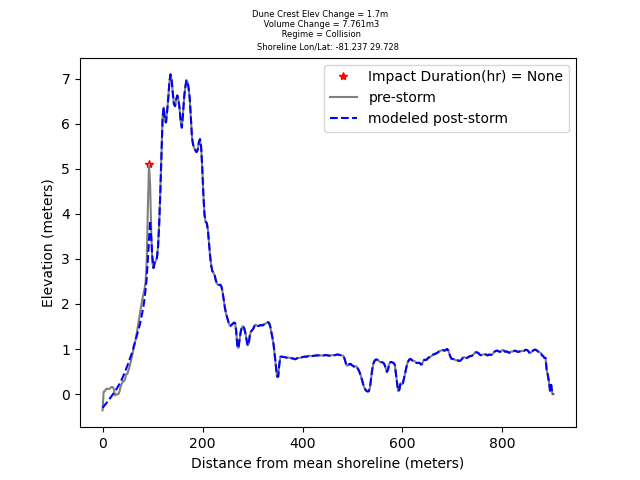 Dune Crest Elev Change = 1.7m
Volume Change = 7.761m3
Regime = Collision
Shoreline Lon/Lat: -81.237 29.728
Impact Duration(hr) = None
pre-storm
modeled post-storm
Elevation (meters)
7
6
5
4
3
2
1
0
0 200 400 600 800
Distance from mean shoreline (meters)